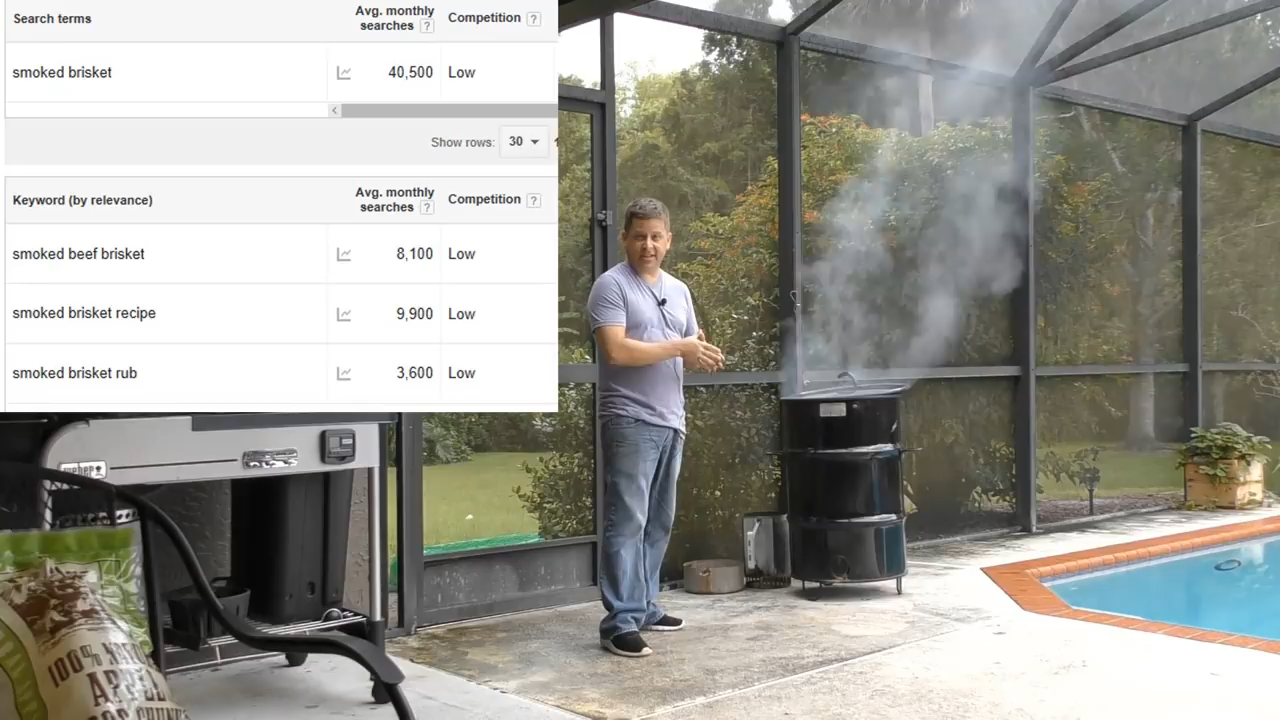 Search terms
Avg. monthly
searches ?
Competition ?
smoked brisket 40,500 Low
Show rows: 30
Keyword (by relevance)
Avg. monthly
searches ?
Competition ?
smoked beef brisket 8,100 Low
smoked brisket recipe 9,900 Low
smoked brisket rub 3,600 Low
weber
100%